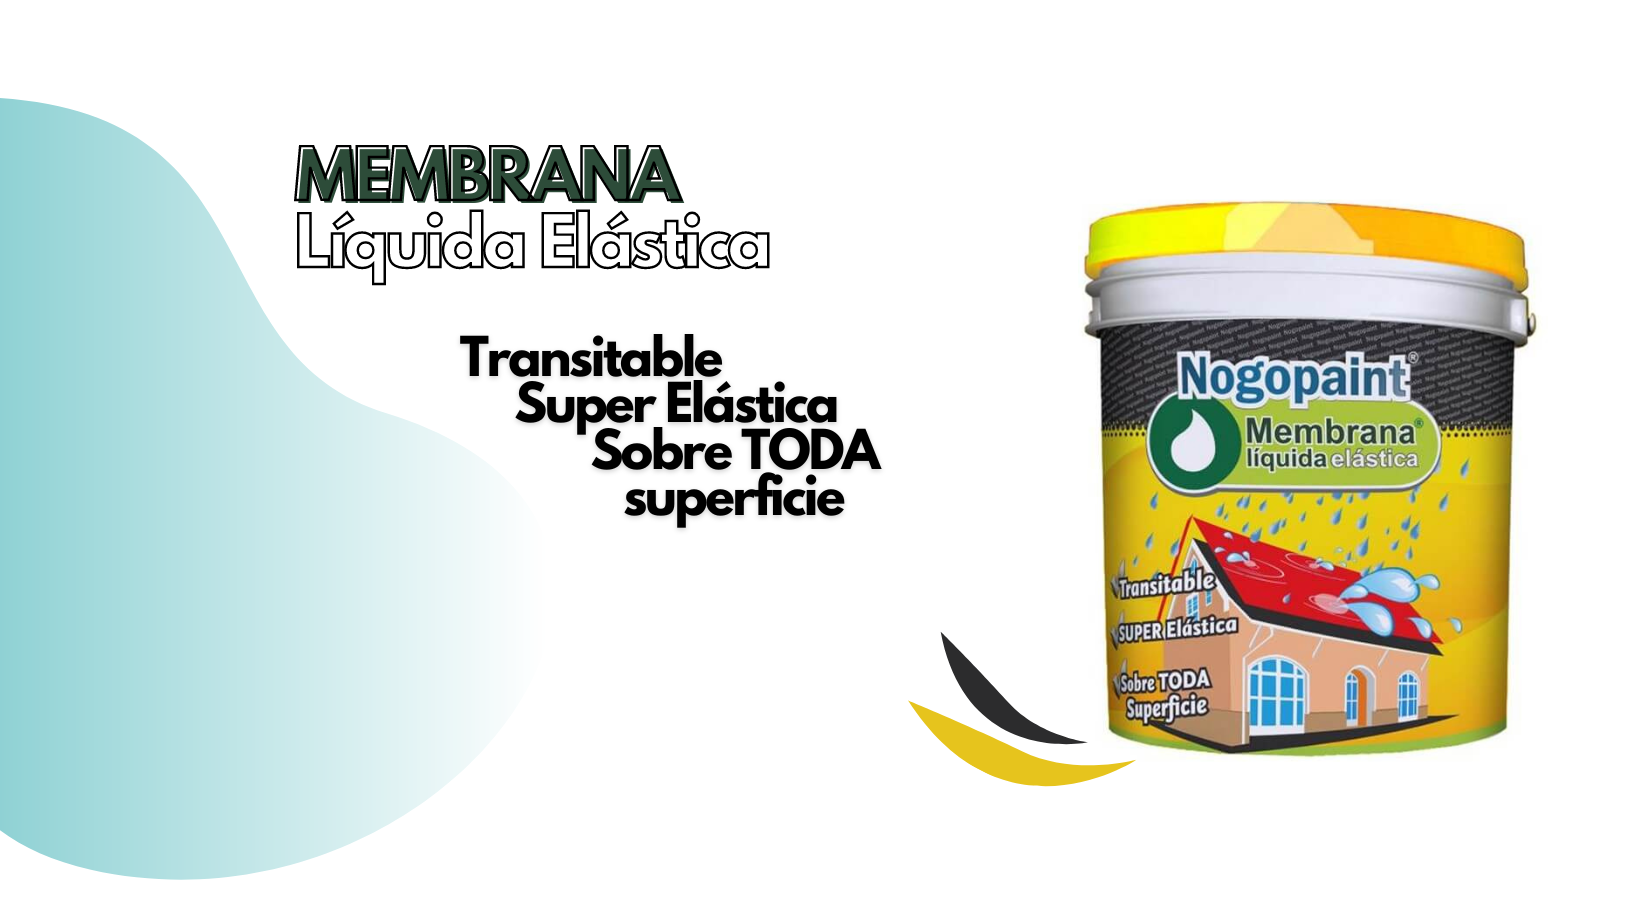 MEMBRANA
Líquida Elástica
Transitable
Super Elástica
Sobre TODA
superficie
Nogopaint®
Membrana®
líquida elástica
Transitable
SUPER Elástica
Sobre TODA
Superficie